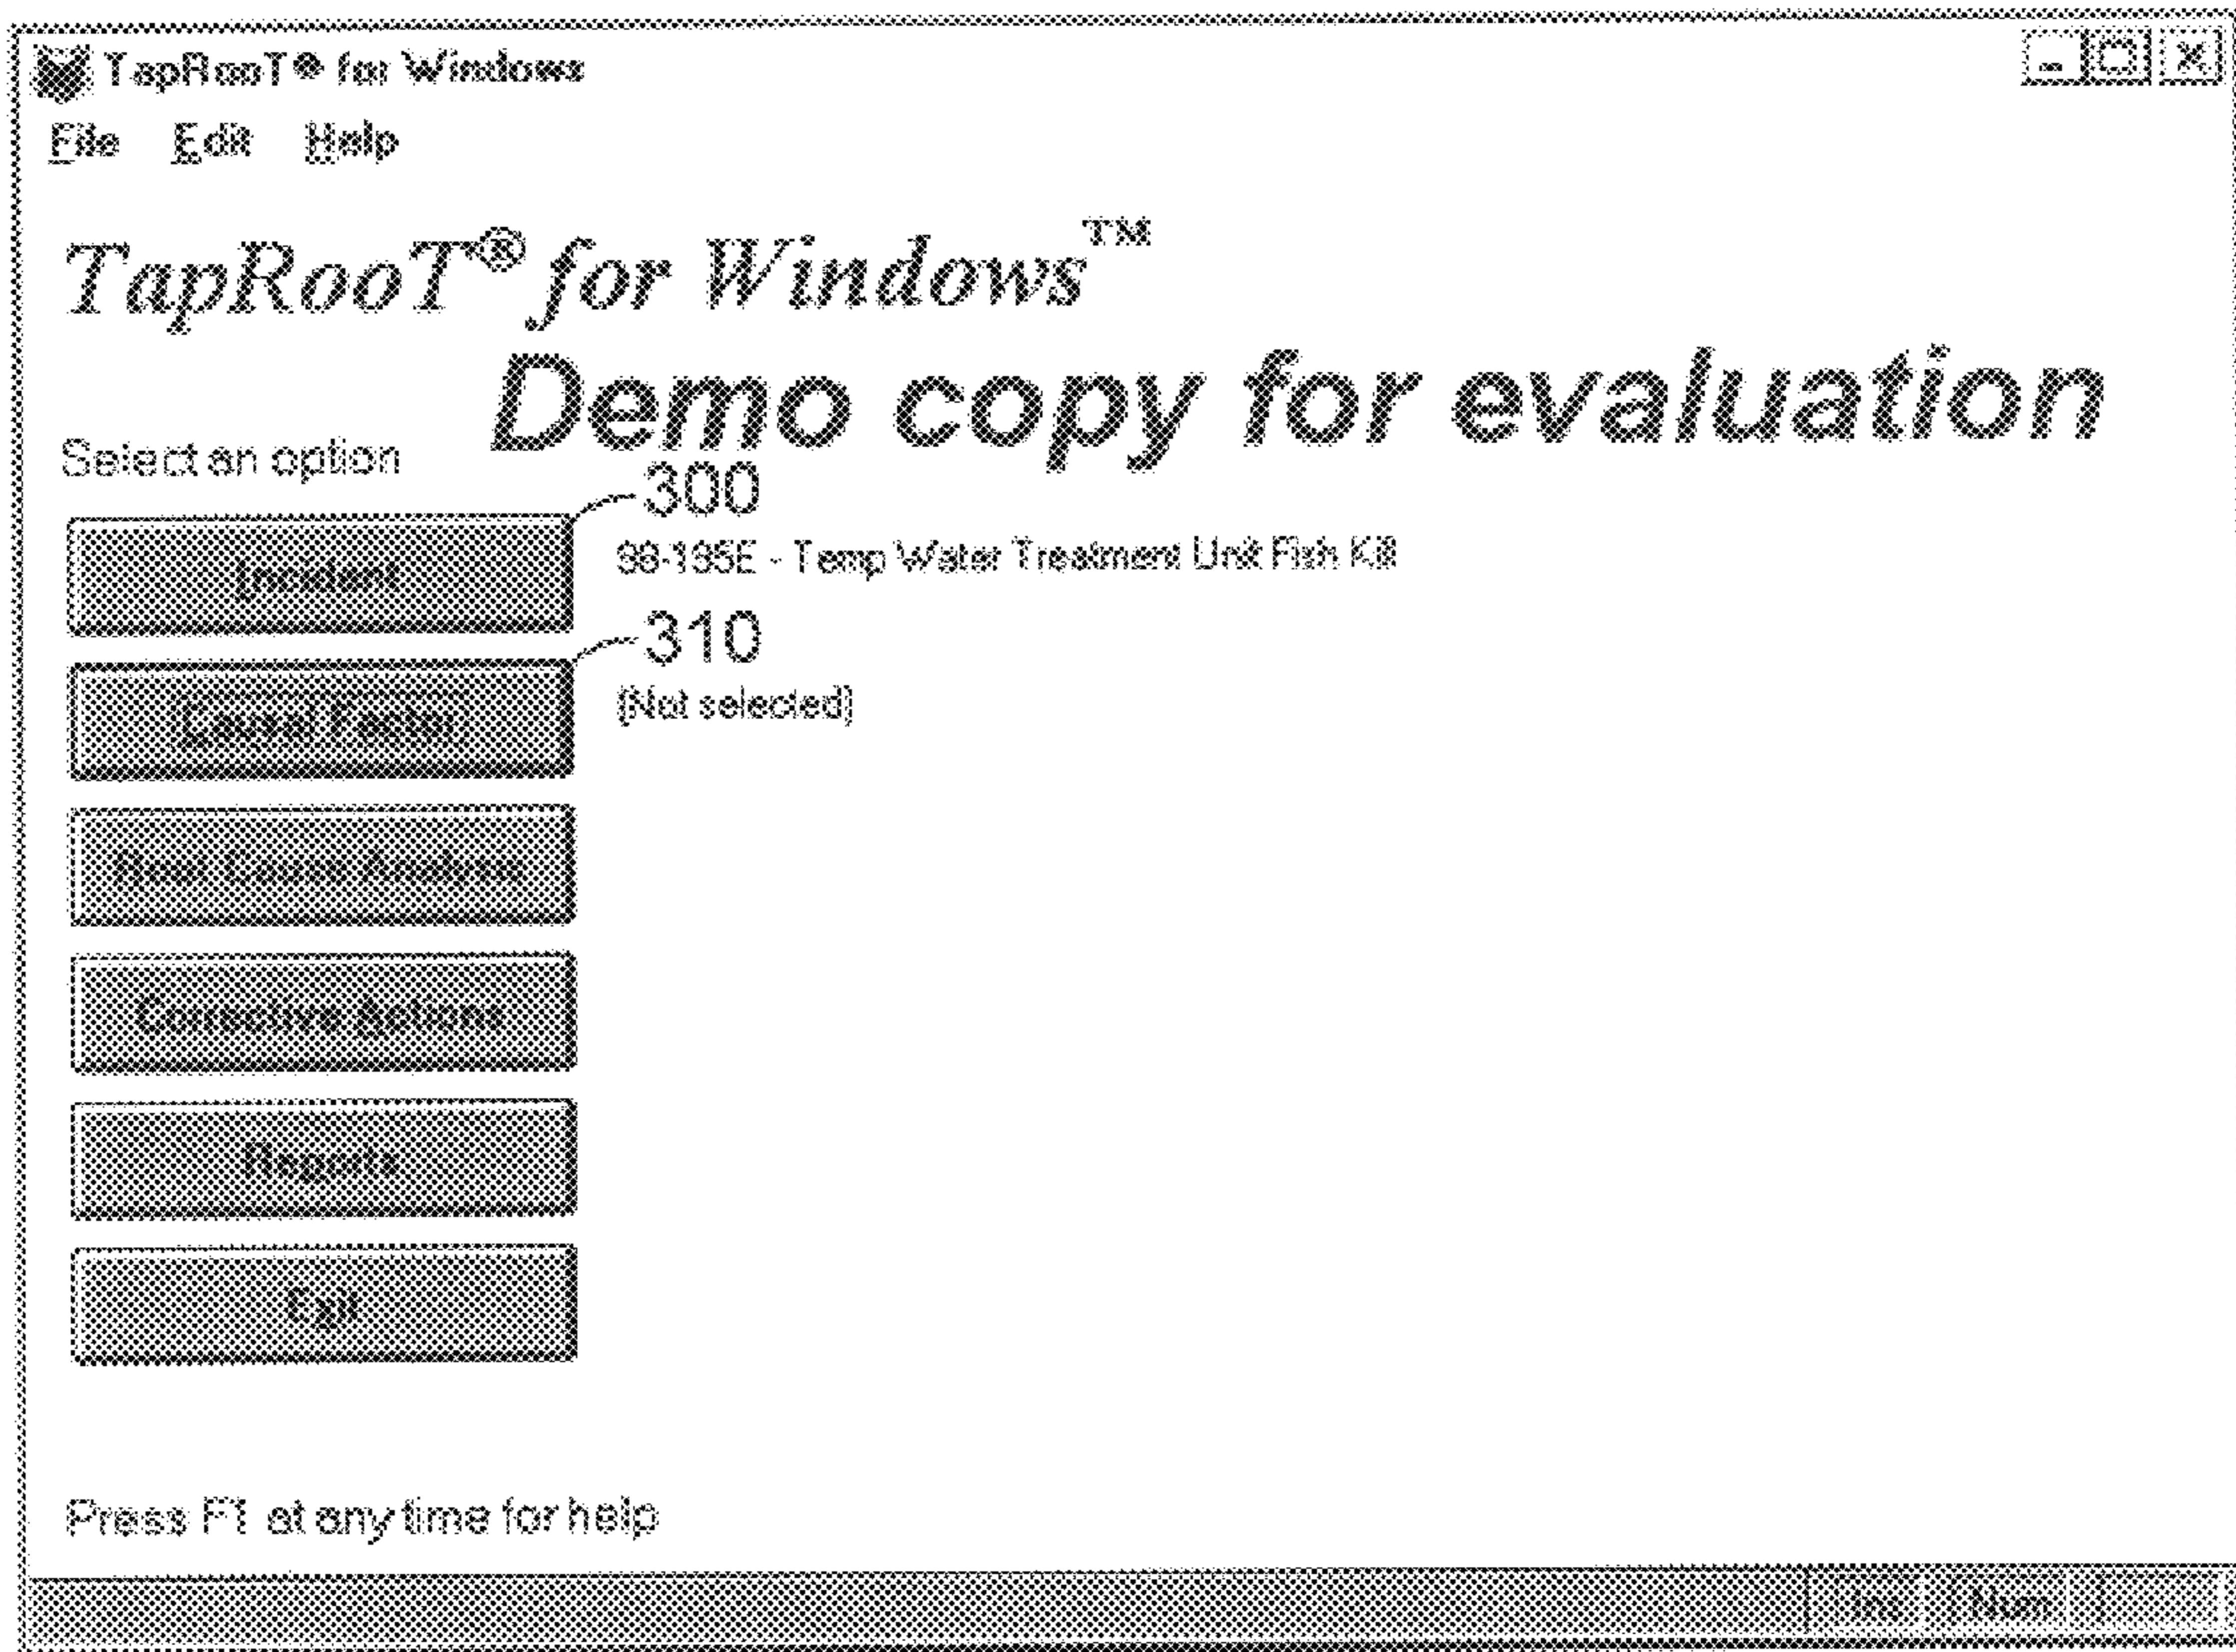 TapRooT® for Windows
File Edit Help
TapRooT® for Windows™
Demo copy for evaluation
Select an option
300
Incident
98-195E - Temp Water Treatment Unit Fish Kill
310
Causal Factor
(Not selected)
Root Cause Analysis
Corrective Actions
Reports
Exit
Press F1 at any time for help
Ins Num